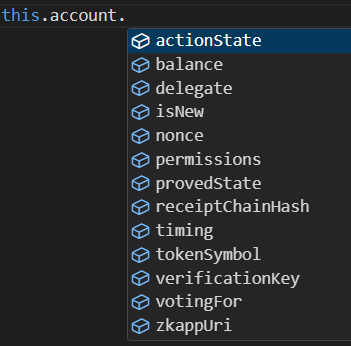 this.account.
actionState
balance
delegate
isNew
nonce
permissions
provedState
receiptChainHash
timing
tokenSymbol
verificationKey
votingFor
zkappUri